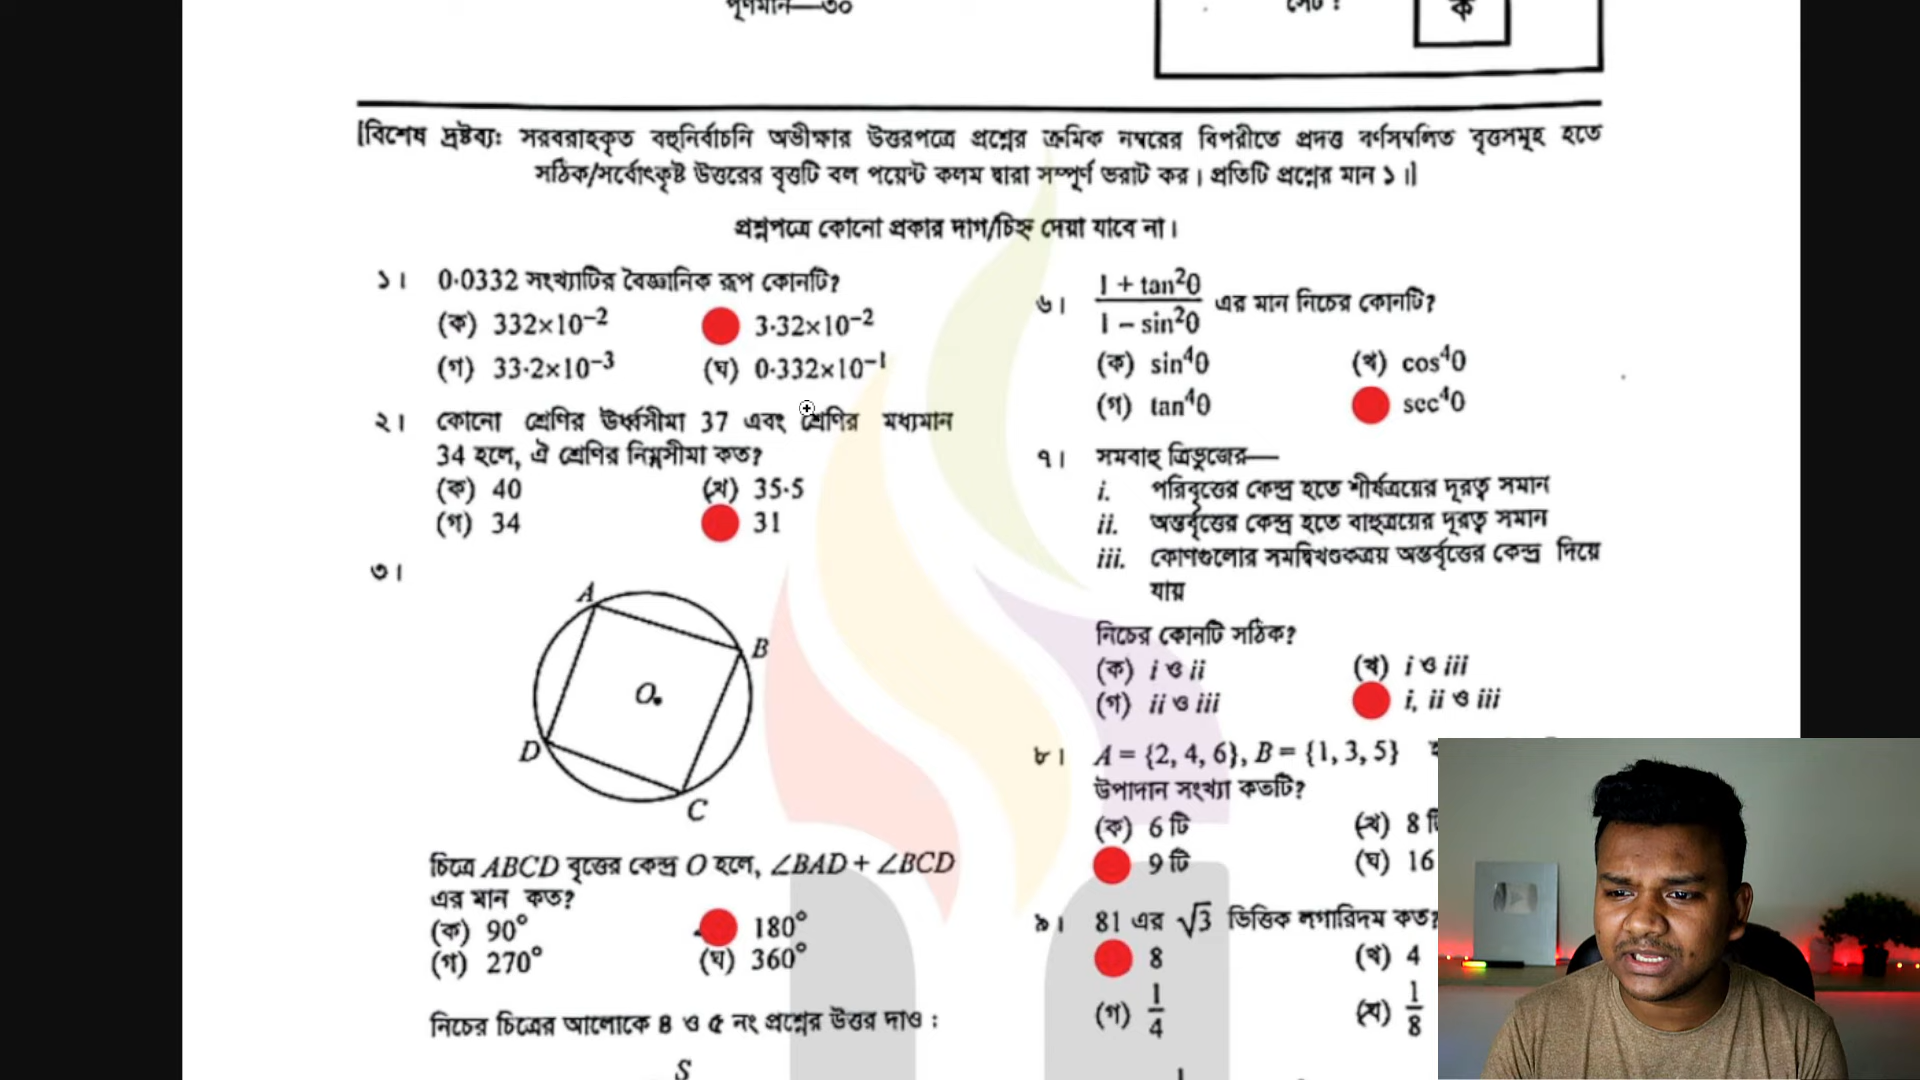 পূর্ণমান—৩০
সেট :
ক
[বিশেষ দ্রষ্টব্য: সরবরাহকৃত বহুনির্বাচনি অভীক্ষার উত্তরপত্রে প্রশ্নের ক্রমিক নম্বরের বিপরীতে প্রদত্ত বর্ণসম্বলিত বৃত্তসমূহ হতে
সঠিক/সর্বোৎকৃষ্ট উত্তরের বৃত্তটি বল পয়েন্ট কলম দ্বারা সম্পূর্ণ ভরাট কর। প্রতিটি প্রশ্নের মান ১।]
প্রশ্নপত্রে কোনো প্রকার দাগ/চিহ্ন দেয়া যাবে না।
১। 0·0332 সংখ্যাটির বৈজ্ঞানিক রূপ কোনটি?
(ক) 332×10⁻² 3·32×10⁻²
(গ) 33·2×10⁻³ (ঘ) 0·332×10⁻¹
২। কোনো শ্রেণির ঊর্ধ্বসীমা 37 এবং শ্রেণির মধ্যমান
34 হলে, ঐ শ্রেণির নিম্নসীমা কত?
(ক) 40 (খ) 35·5
(গ) 34 31
৩।
A
B
O
D
C
চিত্রে ABCD বৃত্তের কেন্দ্র O হলে, ∠BAD + ∠BCD
এর মান কত?
(ক) 90° 180°
(গ) 270° (ঘ) 360°
নিচের চিত্রের আলোকে ৪ ও ৫ নং প্রশ্নের উত্তর দাও :
S
৬। (1 + tan²θ)/(1 − sin²θ) এর মান নিচের কোনটি?
(ক) sin⁴θ (খ) cos⁴θ
(গ) tan⁴θ sec⁴θ
৭। সমবাহু ত্রিভুজের—
i. পরিবৃত্তের কেন্দ্র হতে শীর্ষত্রয়ের দূরত্ব সমান
ii. অন্তর্বৃত্তের কেন্দ্র হতে বাহুত্রয়ের দূরত্ব সমান
iii. কোণগুলোর সমদ্বিখণ্ডকত্রয় অন্তর্বৃত্তের কেন্দ্র দিয়ে
যায়
নিচের কোনটি সঠিক?
(ক) i ও ii (খ) i ও iii
(গ) ii ও iii i, ii ও iii
৮। A = {2, 4, 6}, B = {1, 3, 5}
উপাদান সংখ্যা কতটি?
(ক) 6 টি (খ) 8
9 টি (ঘ) 16
৯। 81 এর √3 ভিত্তিক লগারিদম কত?
8 (খ) 4
(গ) 1/4 (ঘ) 1/8
1